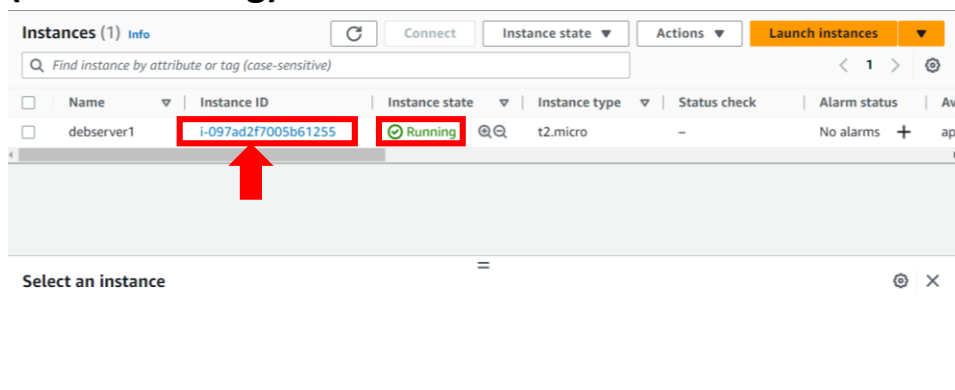 Instances (1) Info Connect Instance state Actions Launch instances
Find instance by attribute or tag (case-sensitive) 1
Name Instance ID Instance state Instance type Status check Alarm status
debserver1 i-097ad2f7005b61255 Running t2.micro – No alarms +
Select an instance